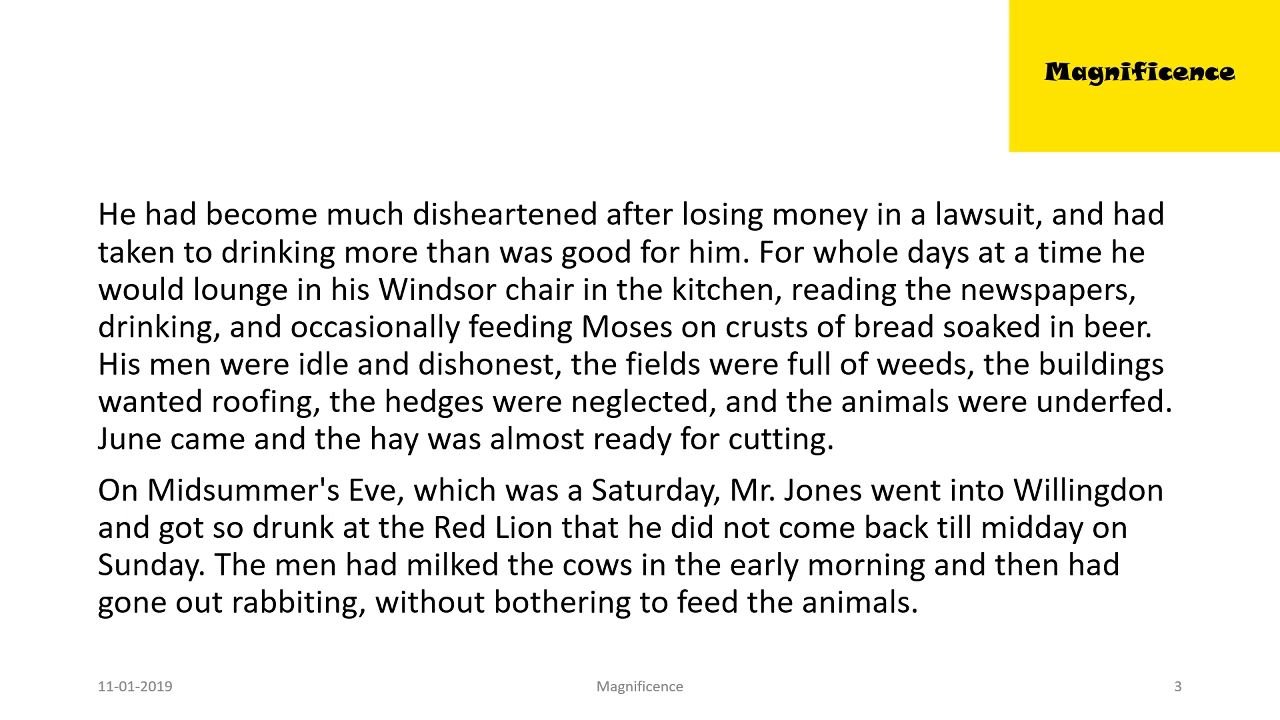 Magnificence
He had become much disheartened after losing money in a lawsuit, and had
taken to drinking more than was good for him. For whole days at a time he
would lounge in his Windsor chair in the kitchen, reading the newspapers,
drinking, and occasionally feeding Moses on crusts of bread soaked in beer.
His men were idle and dishonest, the fields were full of weeds, the buildings
wanted roofing, the hedges were neglected, and the animals were underfed.
June came and the hay was almost ready for cutting.
On Midsummer's Eve, which was a Saturday, Mr. Jones went into Willingdon
and got so drunk at the Red Lion that he did not come back till midday on
Sunday. The men had milked the cows in the early morning and then had
gone out rabbiting, without bothering to feed the animals.
11-01-2019 Magnificence 3